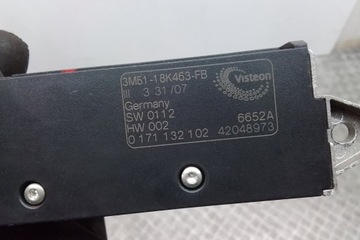 3M51-18K463-FB
Visteon
III 3 31/07
Germany
SW 0112
6652A
HW 002
0 171 132 102 42048973